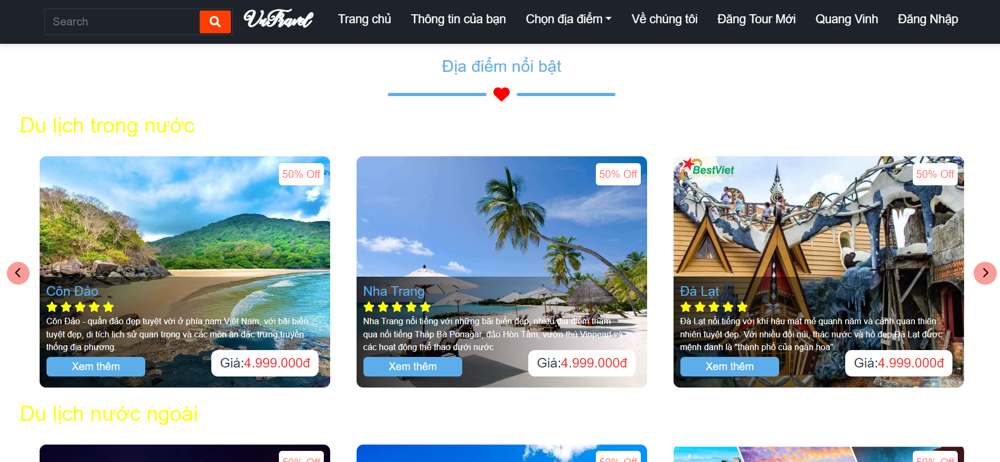 Search
VnTravel
Trang chủ
Thông tin của bạn
Chọn địa điểm
Về chúng tôi
Đăng Tour Mới
Quang Vinh
Đăng Nhập
Địa điểm nổi bật
Du lịch trong nước
50% Off
Côn Đảo
Côn Đảo - quần đảo đẹp tuyệt vời ở phía nam Việt Nam, với bãi biển
tuyệt đẹp, di tích lịch sử quan trọng và các món ăn đặc trưng,truyền
thống địa phương.
Xem thêm
Giá:4.999.000đ
50% Off
Nha Trang
Nha Trang nổi tiếng với những bãi biển đẹp, nhiều địa điểm tham
qua nổi tiếng Tháp Bà Ponagar, đảo Hòn Tằm, vườn thú Vinpearl và
các hoạt động thể thao dưới nước
Xem thêm
Giá:4.999.000đ
BestViet
ENJOY THE BEST SERVICE
50% Off
Đà Lạt
Đà Lạt nổi tiếng với khí hậu mát mẻ quanh năm và cảnh quan thiên
nhiên tuyệt đẹp. Với nhiều đồi núi, thác nước và hồ đẹp,Đà Lạt được
mệnh danh là "thành phố của ngàn hoa".
Xem thêm
Giá:4.999.000đ
Du lịch nước ngoài
50% Off
50% Off
50% Off